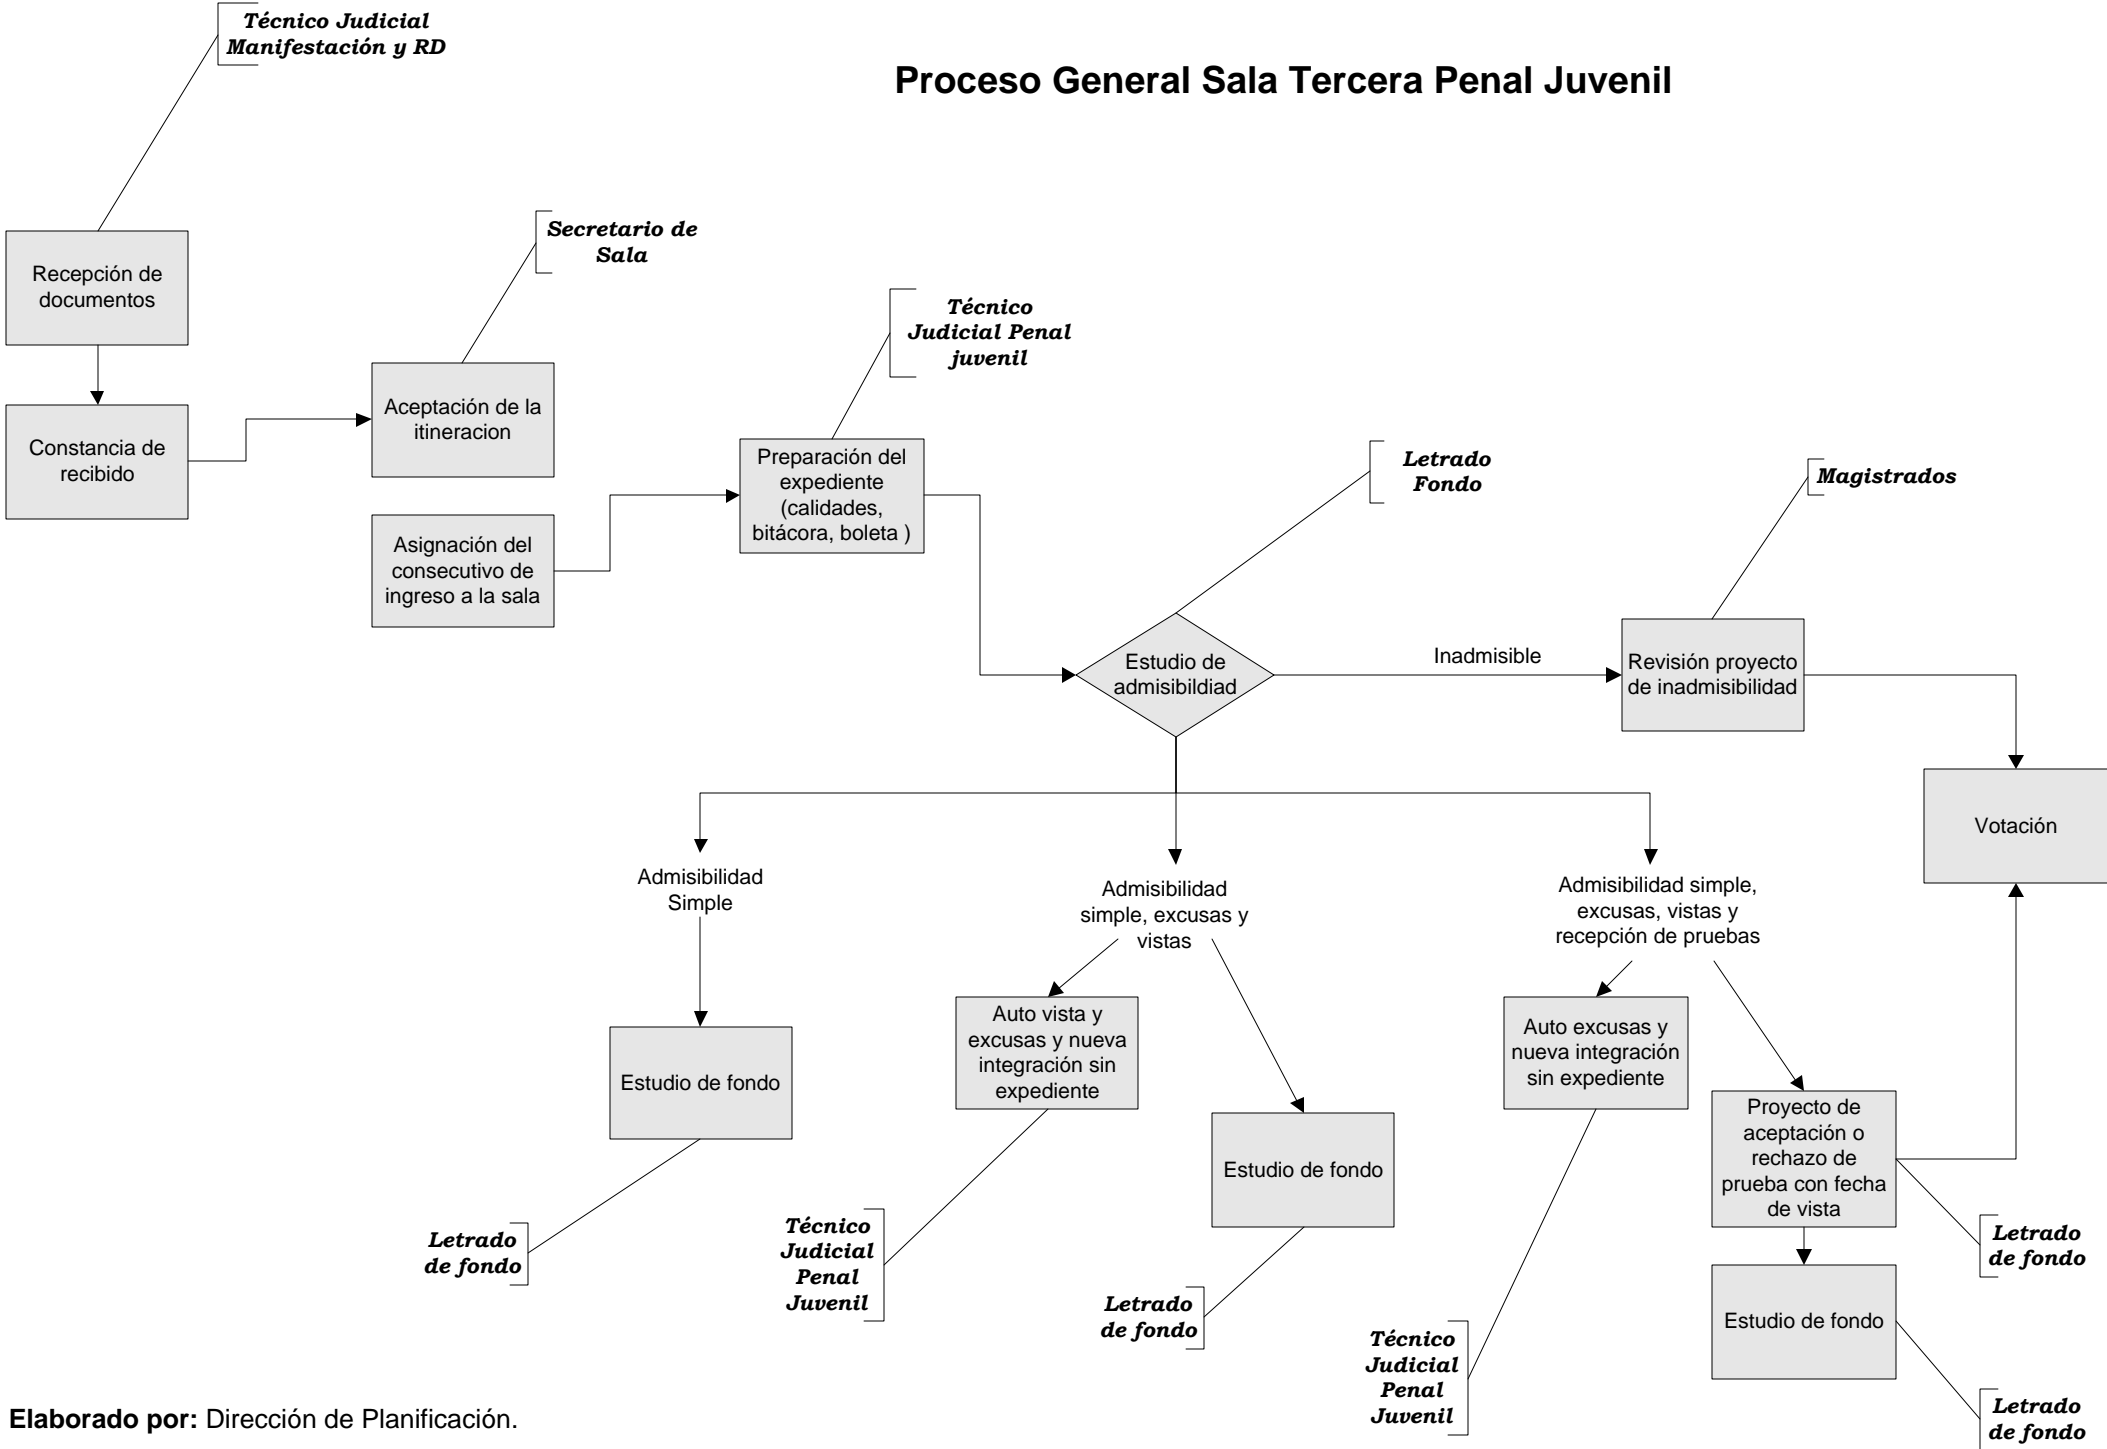 Técnico Judicial
Manifestación y RD
Proceso General Sala Tercera Penal Juvenil
Secretario de
Sala
Recepción de
documentos
Técnico
Judicial Penal
juvenil
Aceptación de la
itineracion
Constancia de
recibido
Preparación del
expediente
(calidades,
bitácora, boleta )
Letrado
Fondo
Magistrados
Asignación del
consecutivo de
ingreso a la sala
Estudio de
admisibildiad
Inadmisible
Revisión proyecto
de inadmisibilidad
Votación
Admisibilidad
Simple
Admisibilidad
simple, excusas y
vistas
Admisibilidad simple,
excusas, vistas y
recepción de pruebas
Estudio de fondo
Auto vista y
excusas y nueva
integración sin
expediente
Estudio de fondo
Auto excusas y
nueva integración
sin expediente
Proyecto de
aceptación o
rechazo de
prueba con fecha
de vista
Letrado
de fondo
Técnico
Judicial
Penal
Juvenil
Letrado
de fondo
Técnico
Judicial
Penal
Juvenil
Letrado
de fondo
Estudio de fondo
Letrado
de fondo
Elaborado por: Dirección de Planificación.